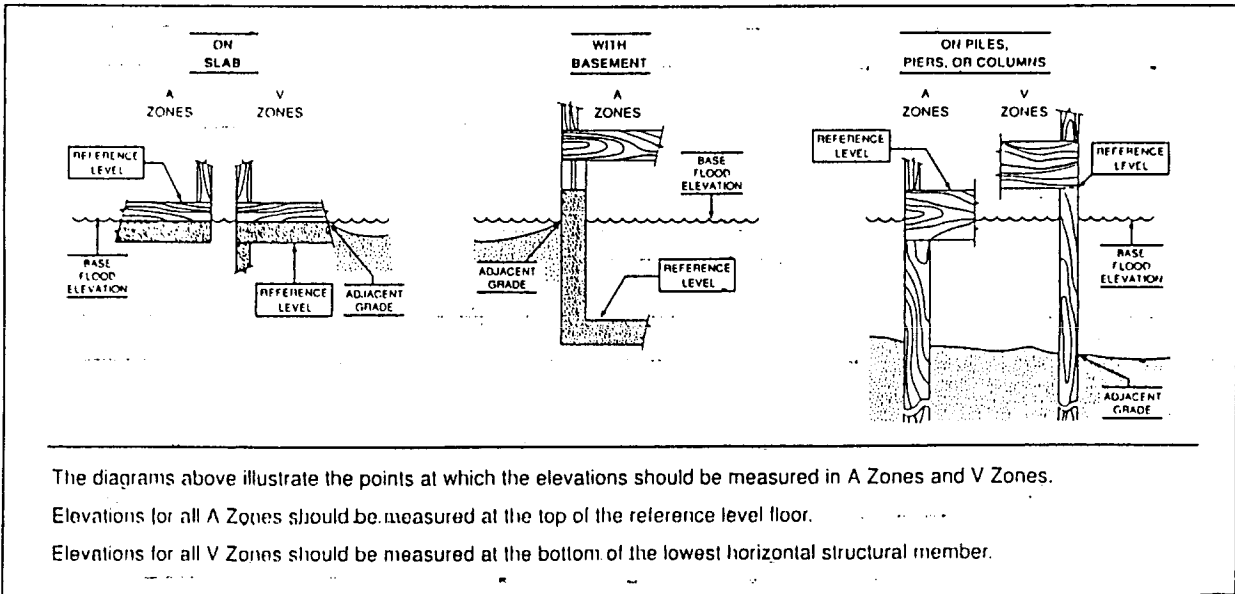 ON
SLAB
A
ZONES
V
ZONES
REFERENCE
LEVEL
BASE
FLOOD
ELEVATION
REFERENCE
LEVEL
ADJACENT
GRADE
WITH
BASEMENT
A
ZONES
BASE
FLOOD
ELEVATION
ADJACENT
GRADE
REFERENCE
LEVEL
ON PILES,
PIERS, OR COLUMNS
A
ZONES
V
ZONES
REFERENCE
LEVEL
REFERENCE
LEVEL
BASE
FLOOD
ELEVATION
ADJACENT
GRADE
The diagrams above illustrate the points at which the elevations should be measured in A Zones and V Zones.
Elevations for all A Zones should be measured at the top of the reference level floor.
Elevations for all V Zones should be measured at the bottom of the lowest horizontal structural member.